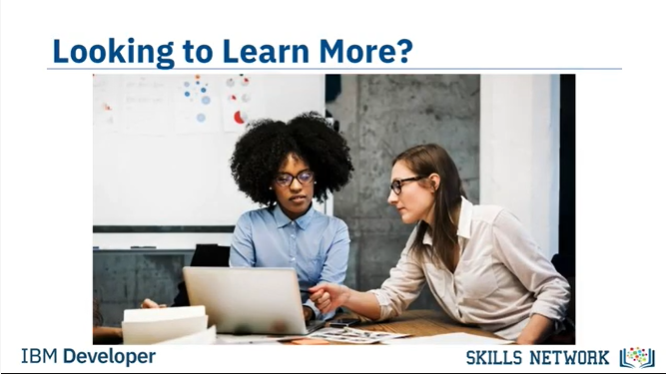 Looking to Learn More?
IBM Developer
SKILLS NETWORK